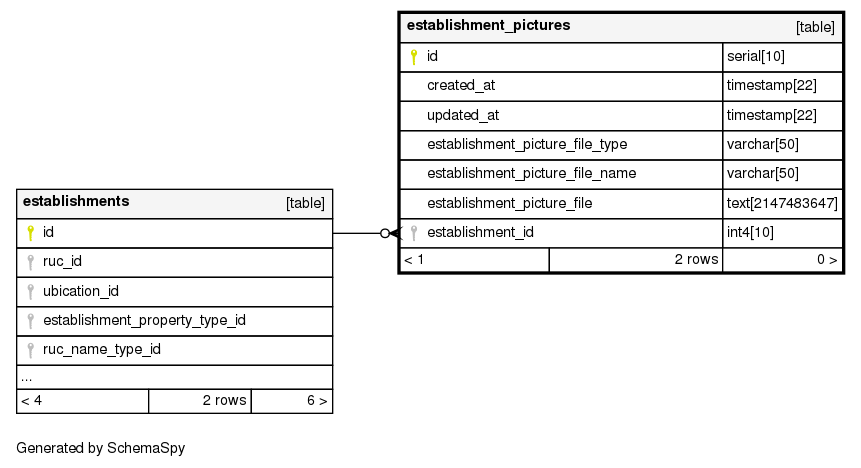 establishment_pictures [table]
id serial[10]
created_at timestamp[22]
updated_at timestamp[22]
establishment_picture_file_type varchar[50]
establishment_picture_file_name varchar[50]
establishment_picture_file text[2147483647]
establishment_id int4[10]
< 1 2 rows 0 >
establishments [table]
id
ruc_id
ubication_id
establishment_property_type_id
ruc_name_type_id
...
< 4 2 rows 6 >
Generated by SchemaSpy